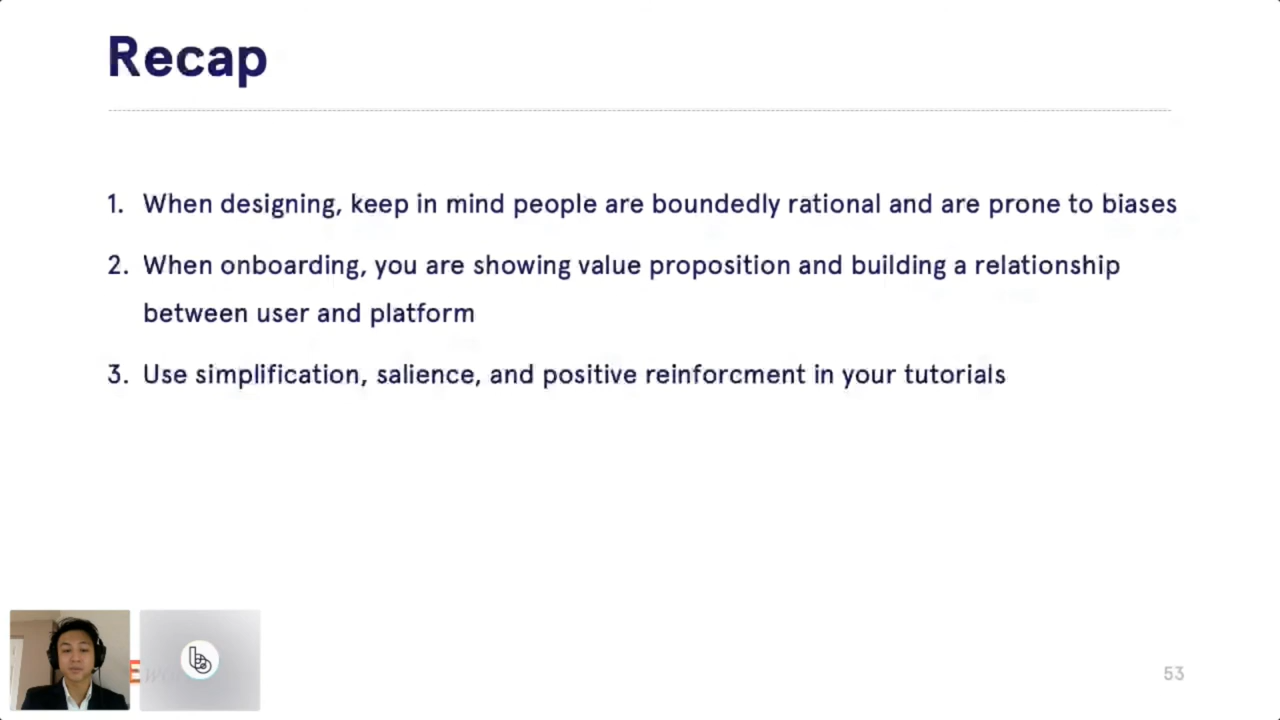 Recap
1. When designing, keep in mind people are boundedly rational and are prone to biases
2. When onboarding, you are showing value proposition and building a relationship
between user and platform
3. Use simplification, salience, and positive reinforcment in your tutorials
53